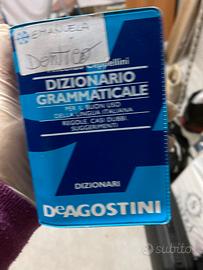 EMANUELA
DENTICO
Cappellini
DIZIONARIO
GRAMMATICALE
PER IL BUON USO
DELLA LINGUA ITALIANA
REGOLE, CASI DUBBI,
SUGGERIMENTI
DIZIONARI
DEAGOSTINI
subito